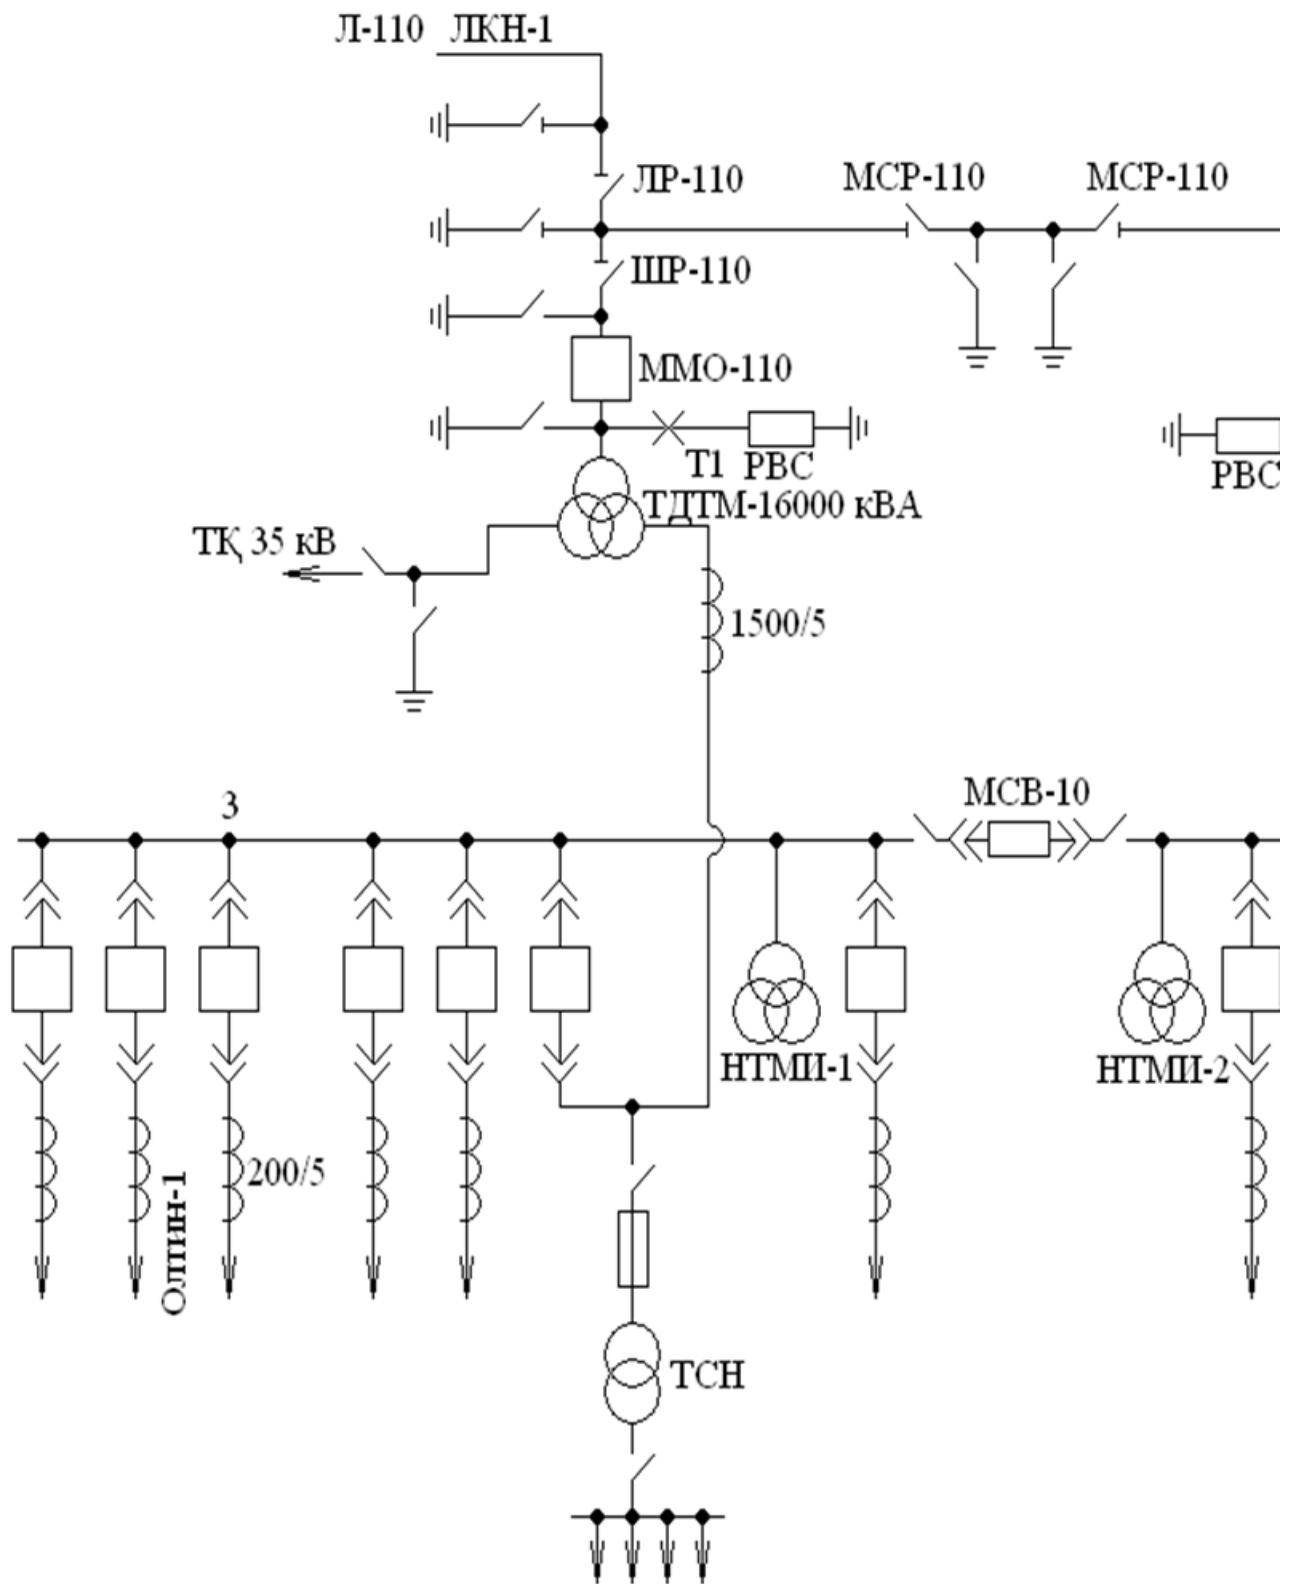 Л-110 ЛКН-1
ЛР-110
МСР-110
МСР-110
ШР-110
ММО-110
Т1
РВС
РВС
ТДТМ-16000 кВА
ТҚ 35 кВ
1500/5
МСВ-10
3
НТМИ-1
НТМИ-2
200/5
Олтин-1
ТСН